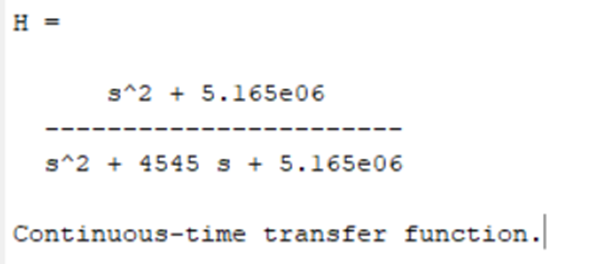 H =
s^2 + 5.165e06
-----------------------
s^2 + 4545 s + 5.165e06
Continuous-time transfer function.